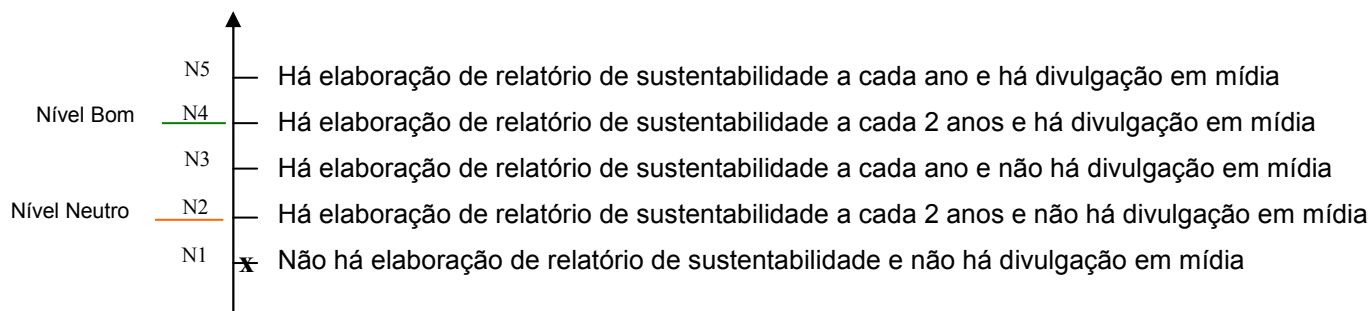 N5 Há elaboração de relatório de sustentabilidade a cada ano e há divulgação em mídia
Nível Bom N4 Há elaboração de relatório de sustentabilidade a cada 2 anos e há divulgação em mídia
N3 Há elaboração de relatório de sustentabilidade a cada ano e não há divulgação em mídia
Nível Neutro N2 Há elaboração de relatório de sustentabilidade a cada 2 anos e não há divulgação em mídia
N1 x Não há elaboração de relatório de sustentabilidade e não há divulgação em mídia